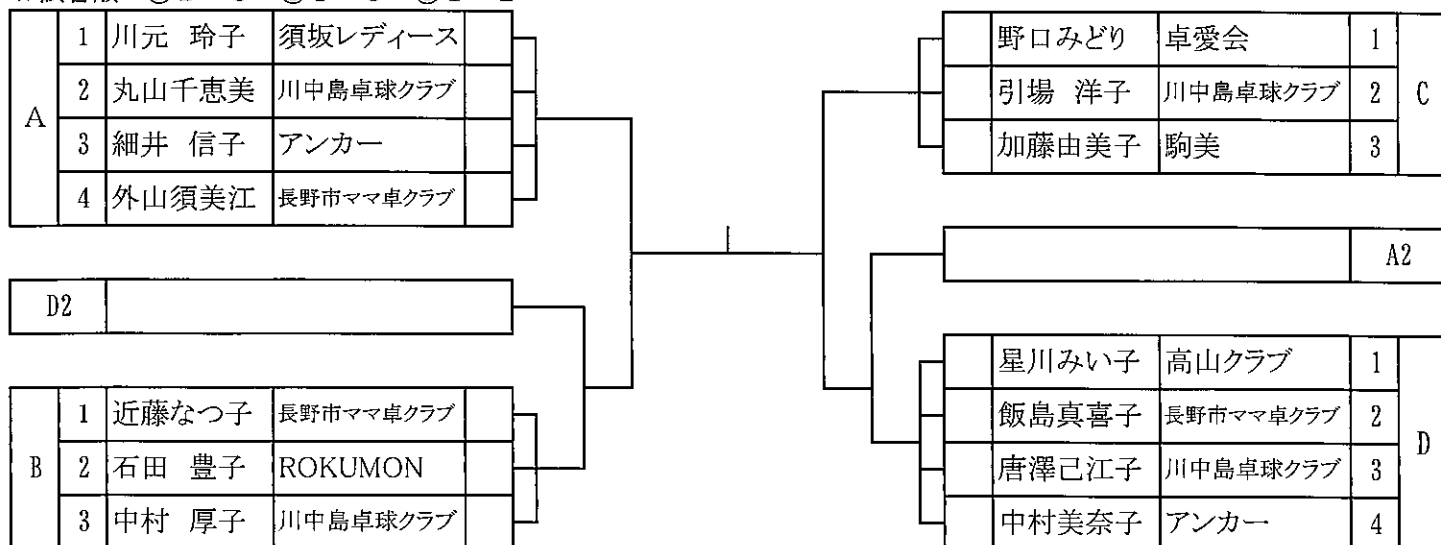 A
1 川元 玲子 須坂レディース
2 丸山千恵美 川中島卓球クラブ
3 細井 信子 アンカー
4 外山須美江 長野市ママ卓クラブ
D2
B
1 近藤なつ子 長野市ママ卓クラブ
2 石田 豊子 ROKUMON
3 中村 厚子 川中島卓球クラブ
野口みどり 卓愛会 1
引場 洋子 川中島卓球クラブ 2
加藤由美子 駒美 3
C
A2
星川みい子 高山クラブ 1
飯島真喜子 長野市ママ卓クラブ 2
唐澤己江子 川中島卓球クラブ 3
中村美奈子 アンカー 4
D